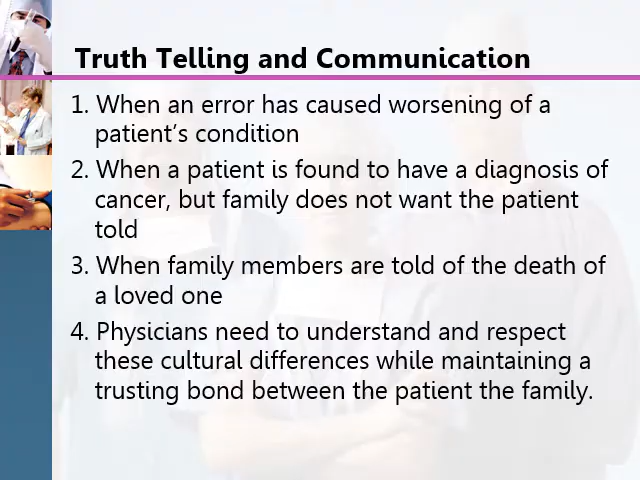 Truth Telling and Communication
1. When an error has caused worsening of a
patient’s condition
2. When a patient is found to have a diagnosis of
cancer, but family does not want the patient
told
3. When family members are told of the death of
a loved one
4. Physicians need to understand and respect
these cultural differences while maintaining a
trusting bond between the patient the family.